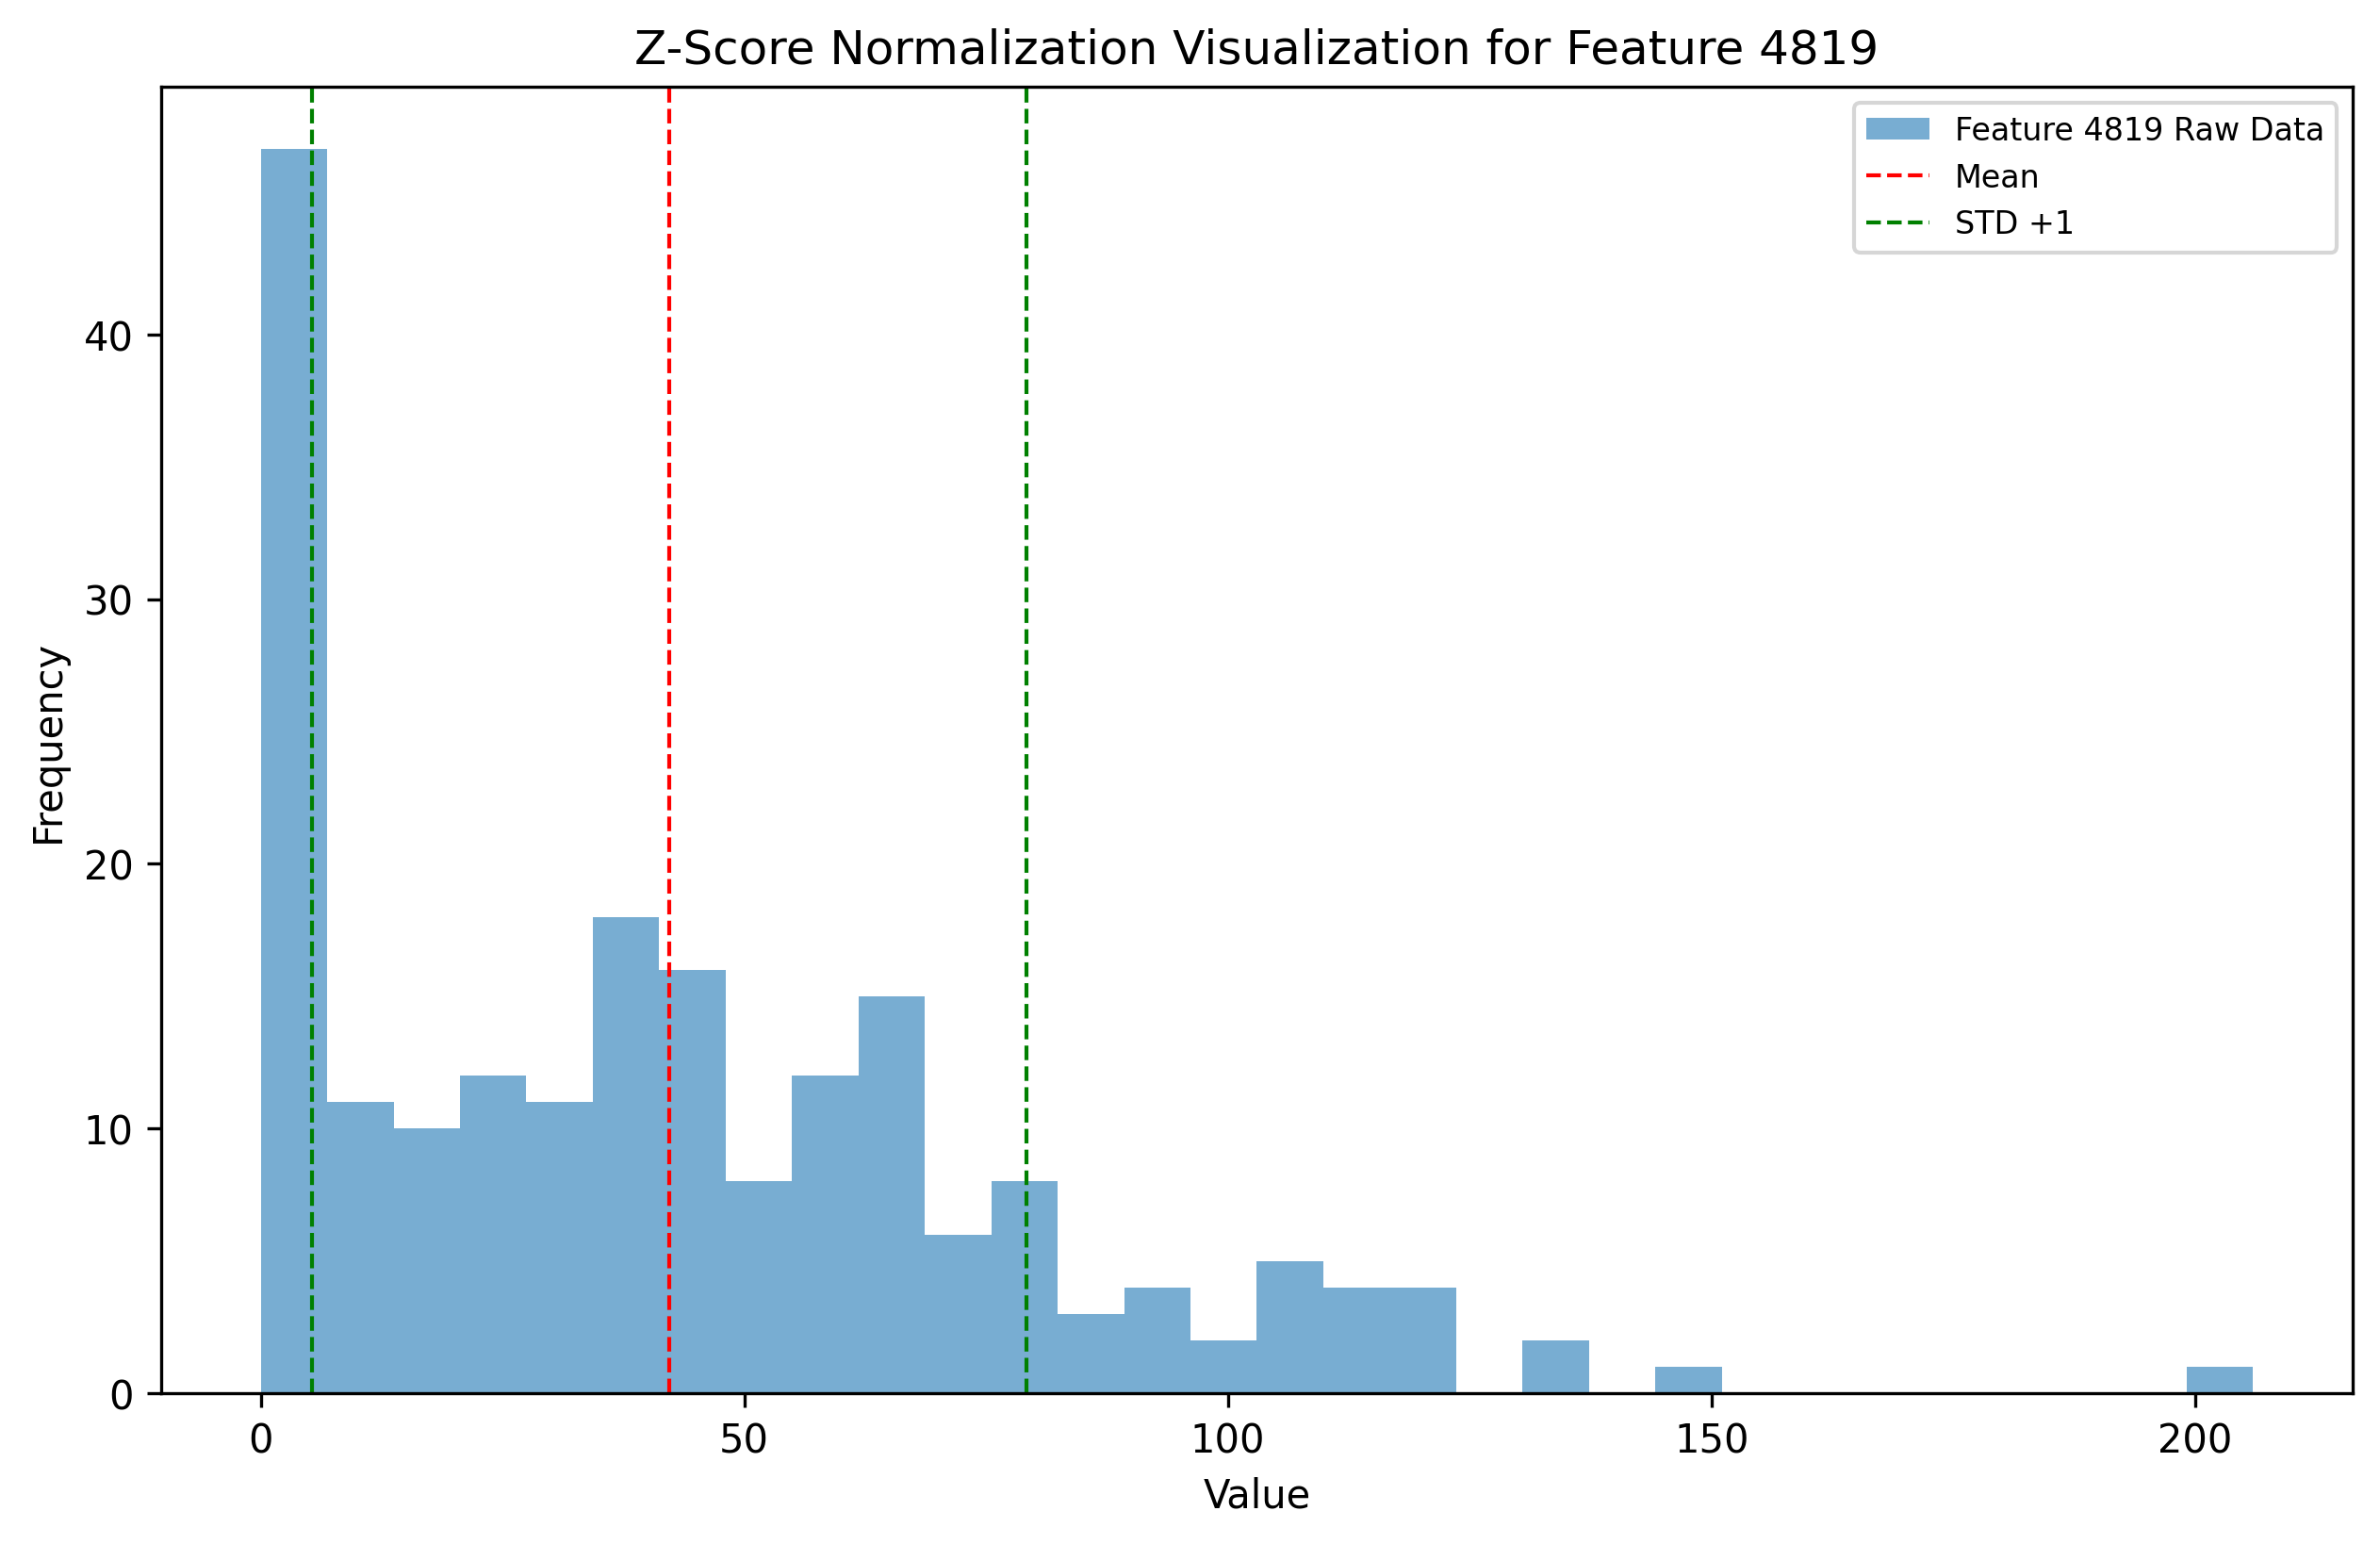 Z-Score Normalization Visualization for Feature 4819
Feature 4819 Raw Data
Mean
STD +1
Frequency
40
30
20
10
0
0 50 100 150 200
Value